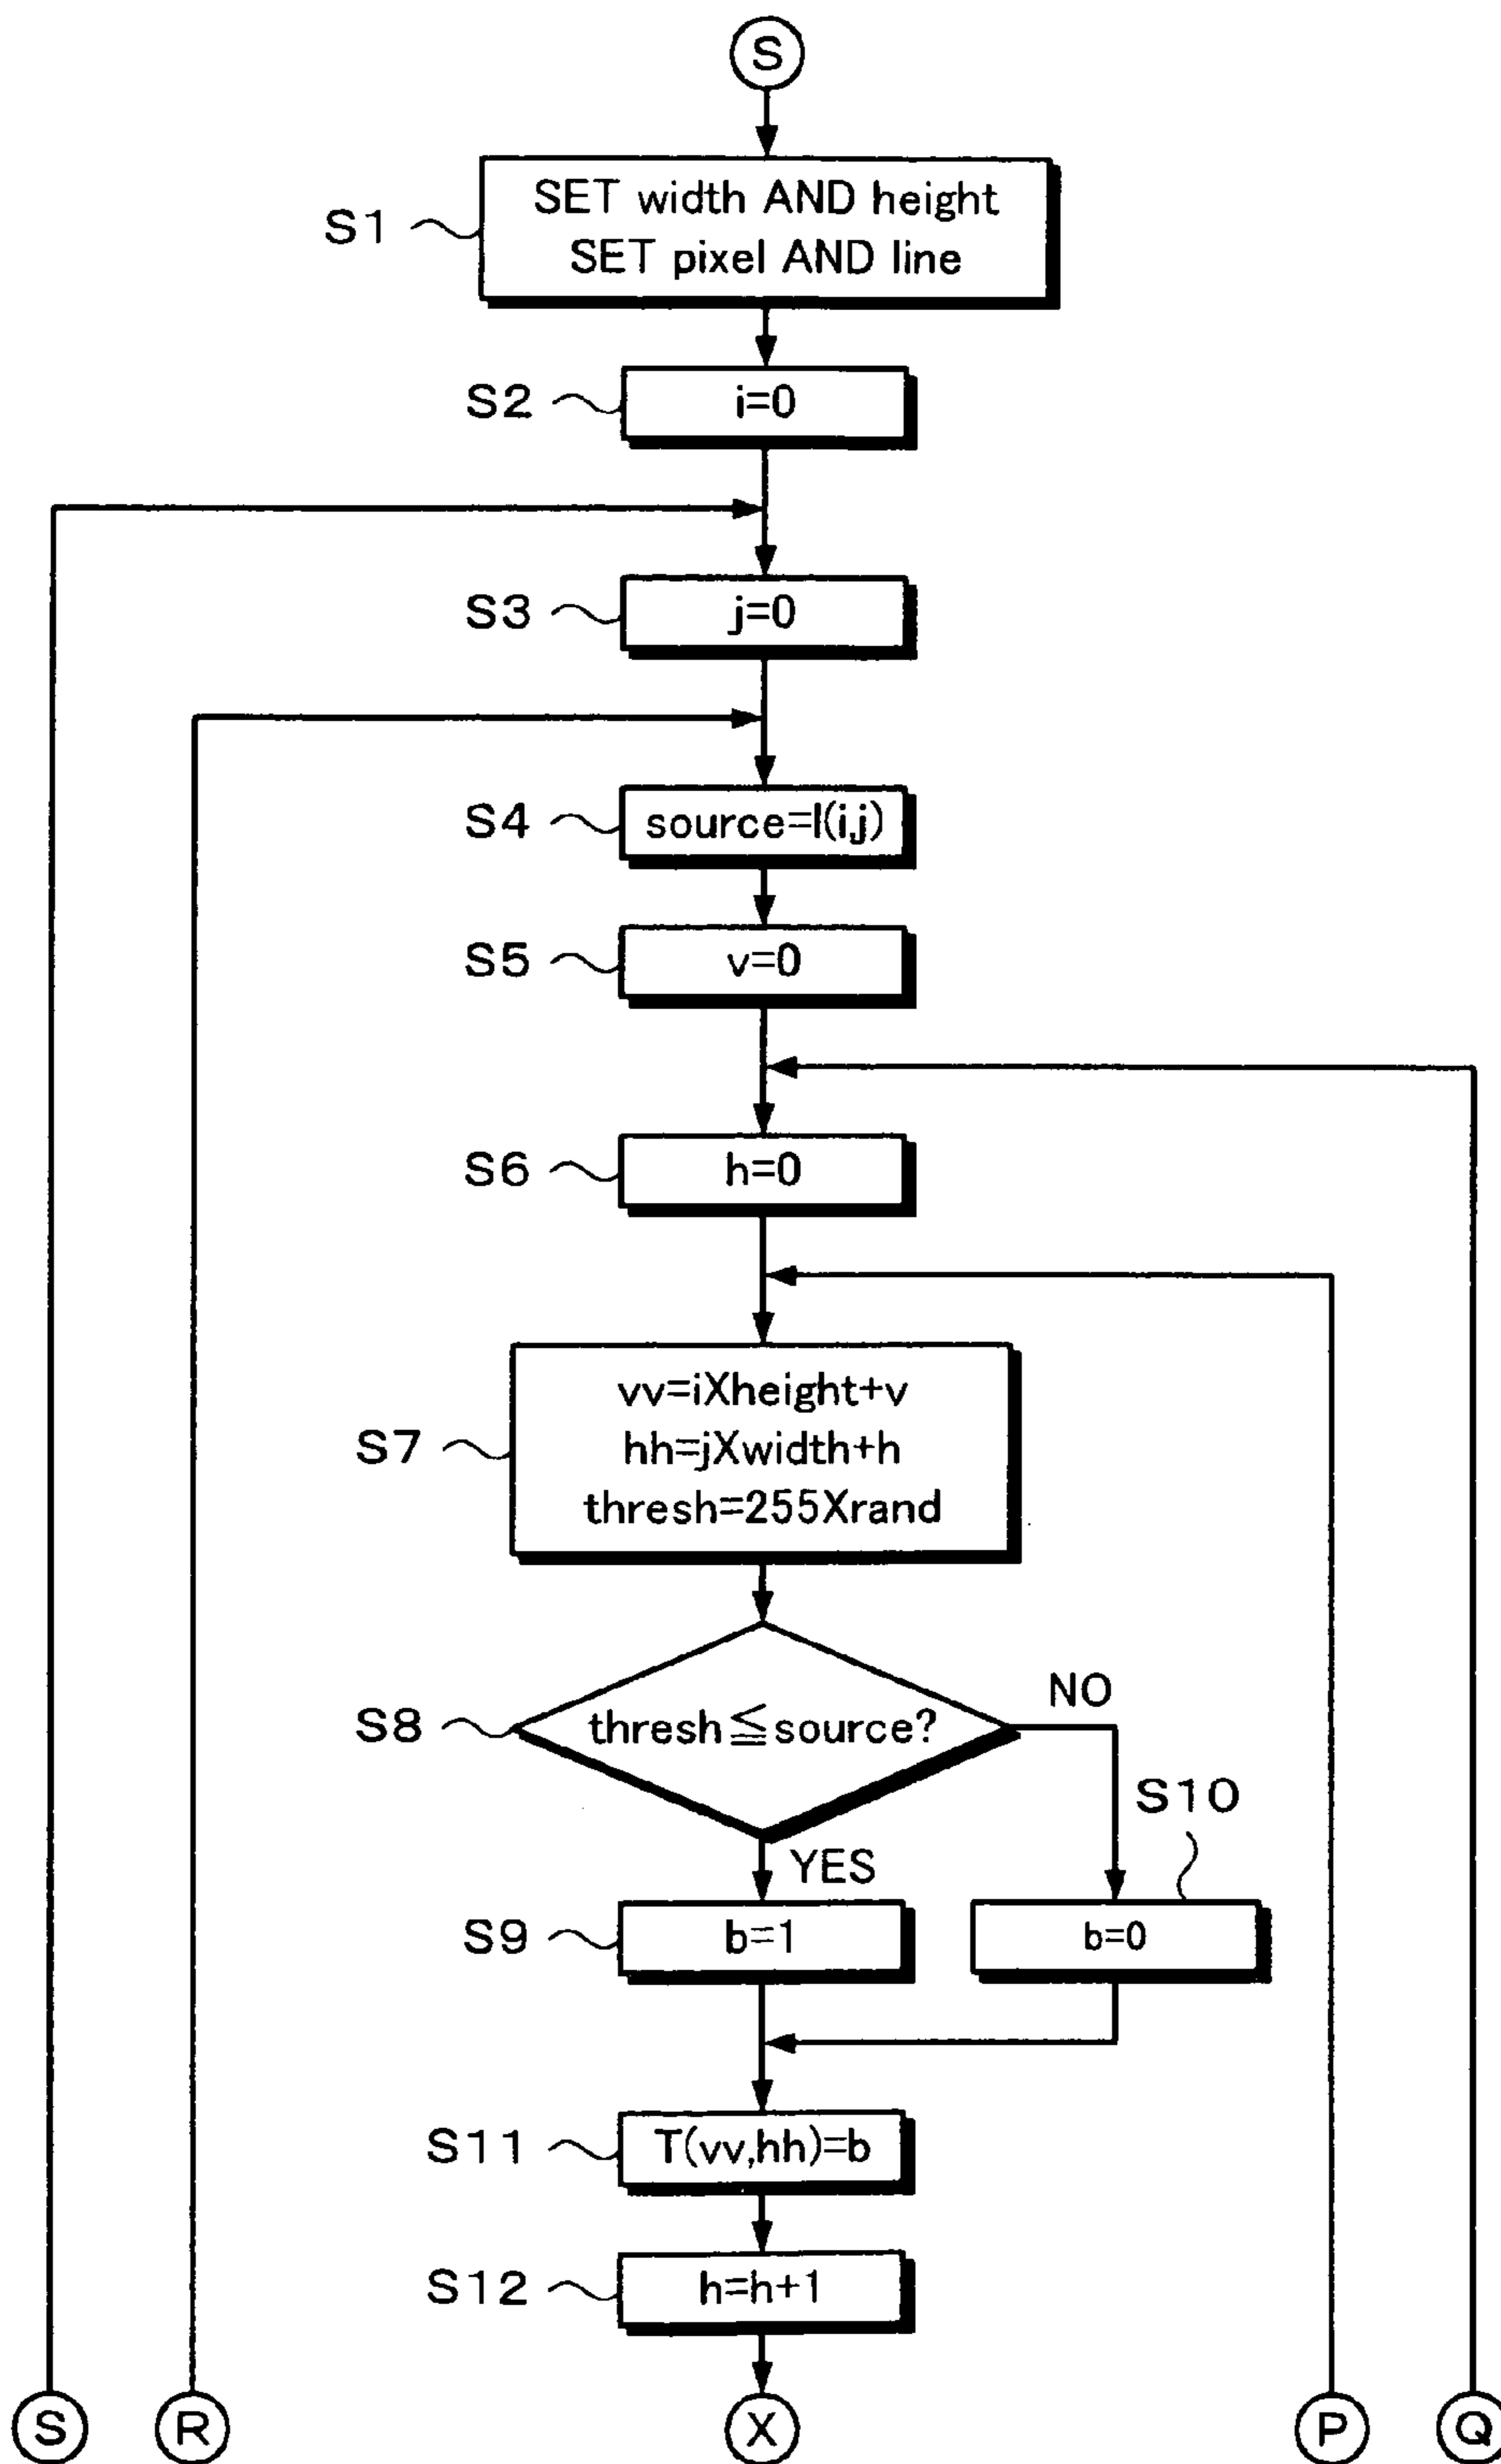 S
SET width AND height
SET pixel AND line
S1
i=0
S2
j=0
S3
source=I(i,j)
S4
v=0
S5
h=0
S6
vv=iXheight+v
hh=jXwidth+h
thresh=255Xrand
S7
thresh≦source?
S8
NO
YES
S10
b=1
S9
b=0
T(vv,hh)=b
S11
h=h+1
S12
S
R
X
P
Q